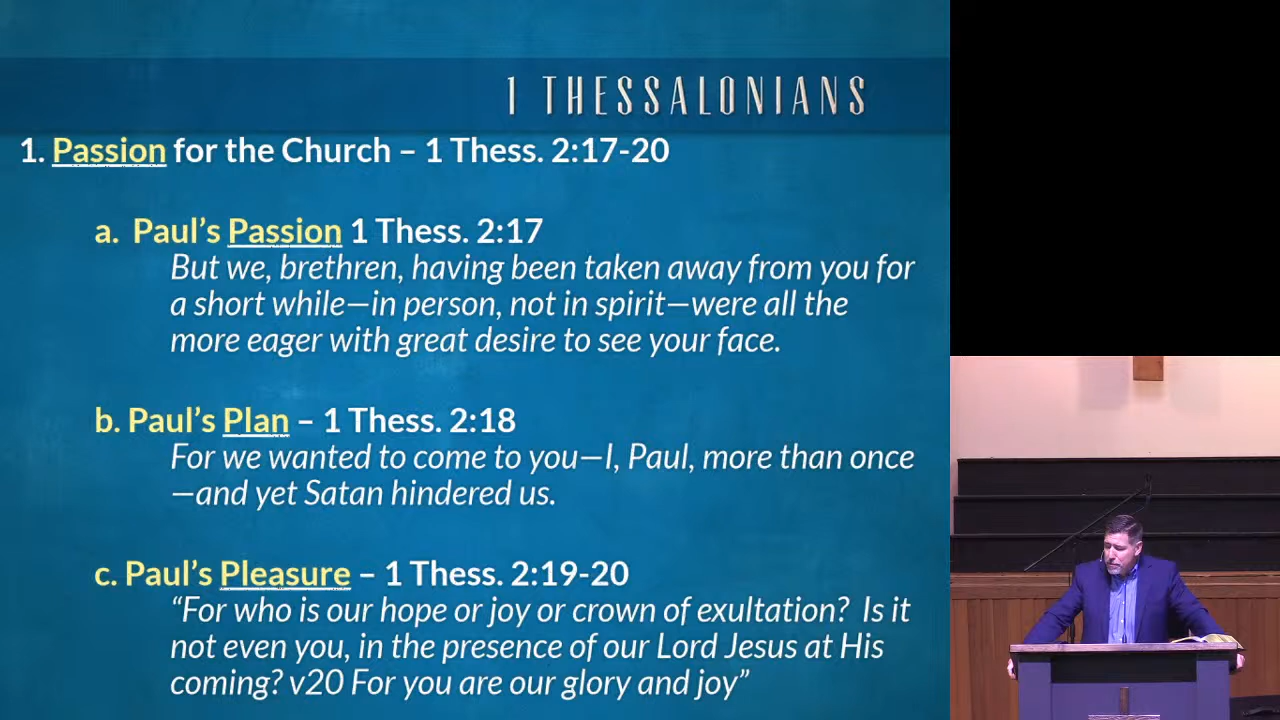 1 THESSALONIANS
1. Passion for the Church – 1 Thess. 2:17-20
a. Paul’s Passion 1 Thess. 2:17
But we, brethren, having been taken away from you for
a short while—in person, not in spirit—were all the
more eager with great desire to see your face.
b. Paul’s Plan – 1 Thess. 2:18
For we wanted to come to you—I, Paul, more than once
—and yet Satan hindered us.
c. Paul’s Pleasure – 1 Thess. 2:19-20
“For who is our hope or joy or crown of exultation?  Is it
not even you, in the presence of our Lord Jesus at His
coming? v20 For you are our glory and joy”